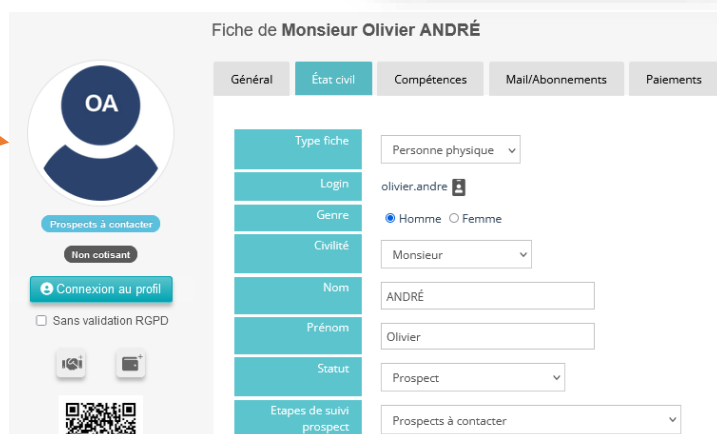 Fiche de Monsieur Olivier ANDRÉ
Général État civil Compétences Mail/Abonnements Paiements
OA
Prospects à contacter
Non cotisant
Connexion au profil
Sans validation RGPD
Type fiche Personne physique
Login olivier.andre
Genre Homme Femme
Civilité Monsieur
Nom ANDRÉ
Prénom Olivier
Statut Prospect
Etapes de suivi
prospect Prospects à contacter